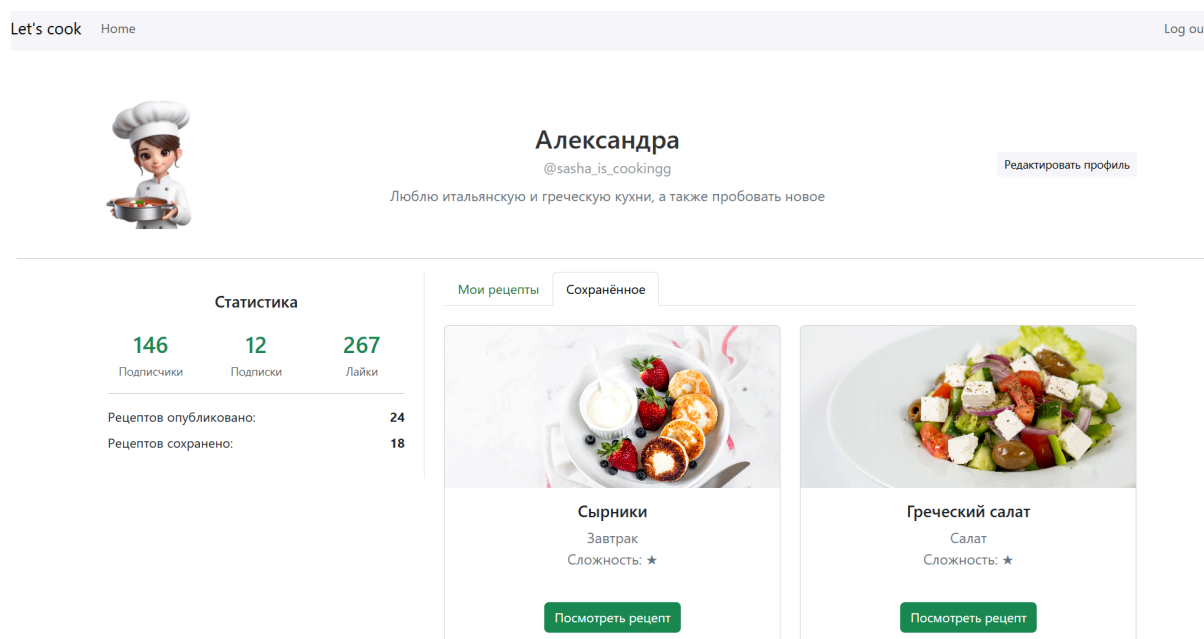 Let's cook Home Log ou
Александра
@sasha_is_cookingg
Редактировать профиль
Люблю итальянскую и греческую кухни, а также пробовать новое
Статистика
146 12 267
Подписчики Подписки Лайки
Рецептов опубликовано: 24
Рецептов сохранено: 18
Мои рецепты Сохранённое
Сырники
Завтрак
Сложность: ★
Посмотреть рецепт
Греческий салат
Салат
Сложность: ★
Посмотреть рецепт